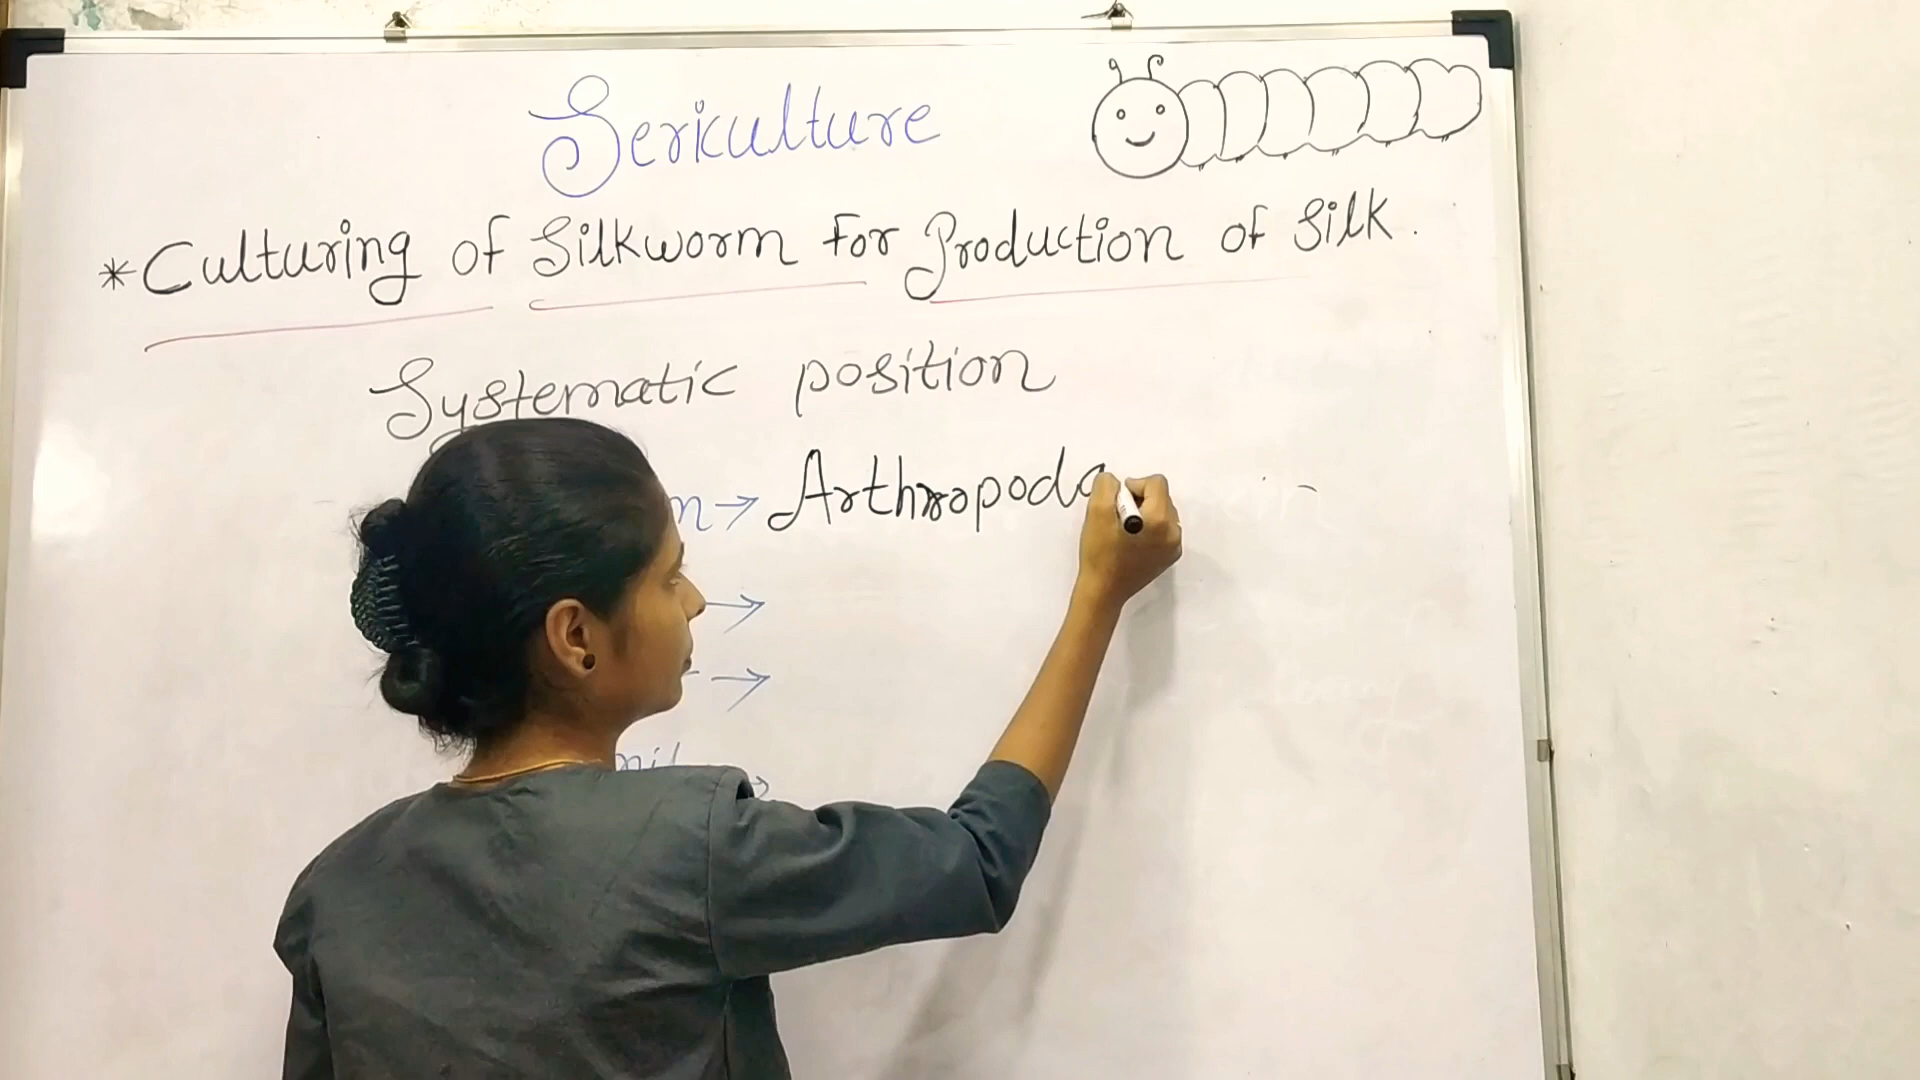 Sericulture
*Culturing of Silkworm For Production of Silk.
Systematic position
→ Arthropoda
→
→
→